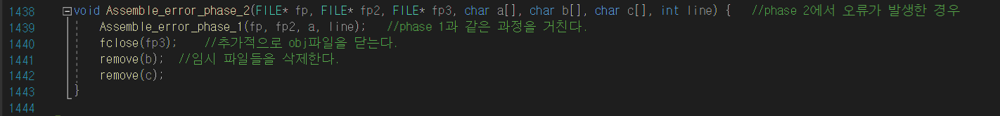 1438 void Assemble_error_phase_2(FILE* fp, FILE* fp2, FILE* fp3, char a[], char b[], char c[], int line) { //phase 2에서 오류가 발생한 경우
1439 Assemble_error_phase_1(fp, fp2, a, line); //phase 1과 같은 과정을 거친다.
1440 fclose(fp3); //추가적으로 obj파일을 닫는다.
1441 remove(b); //임시 파일들을 삭제한다.
1442 remove(c);
1443 }
1444